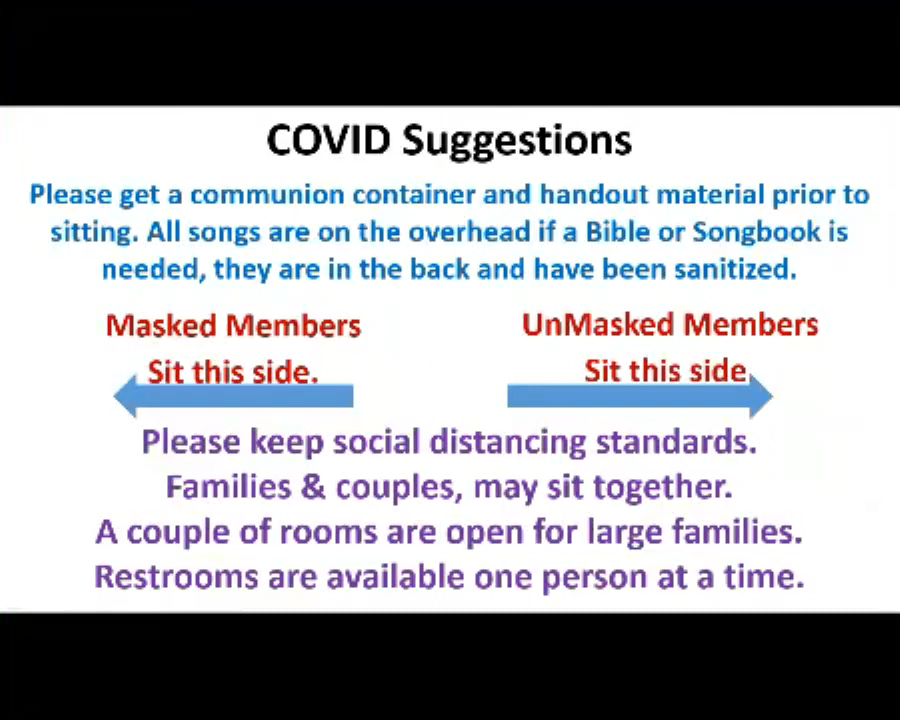 COVID Suggestions
Please get a communion container and handout material prior to
sitting. All songs are on the overhead if a Bible or Songbook is
needed, they are in the back and have been sanitized.
Masked Members
Sit this side.
UnMasked Members
Sit this side.
Please keep social distancing standards.
Families & couples, may sit together.
A couple of rooms are open for large families.
Restrooms are available one person at a time.